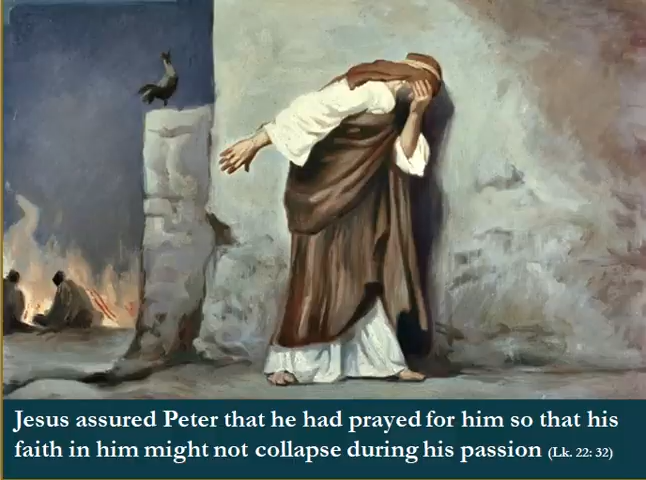 Jesus assured Peter that he had prayed for him so that his
faith in him might not collapse during his passion (Lk. 22: 32)